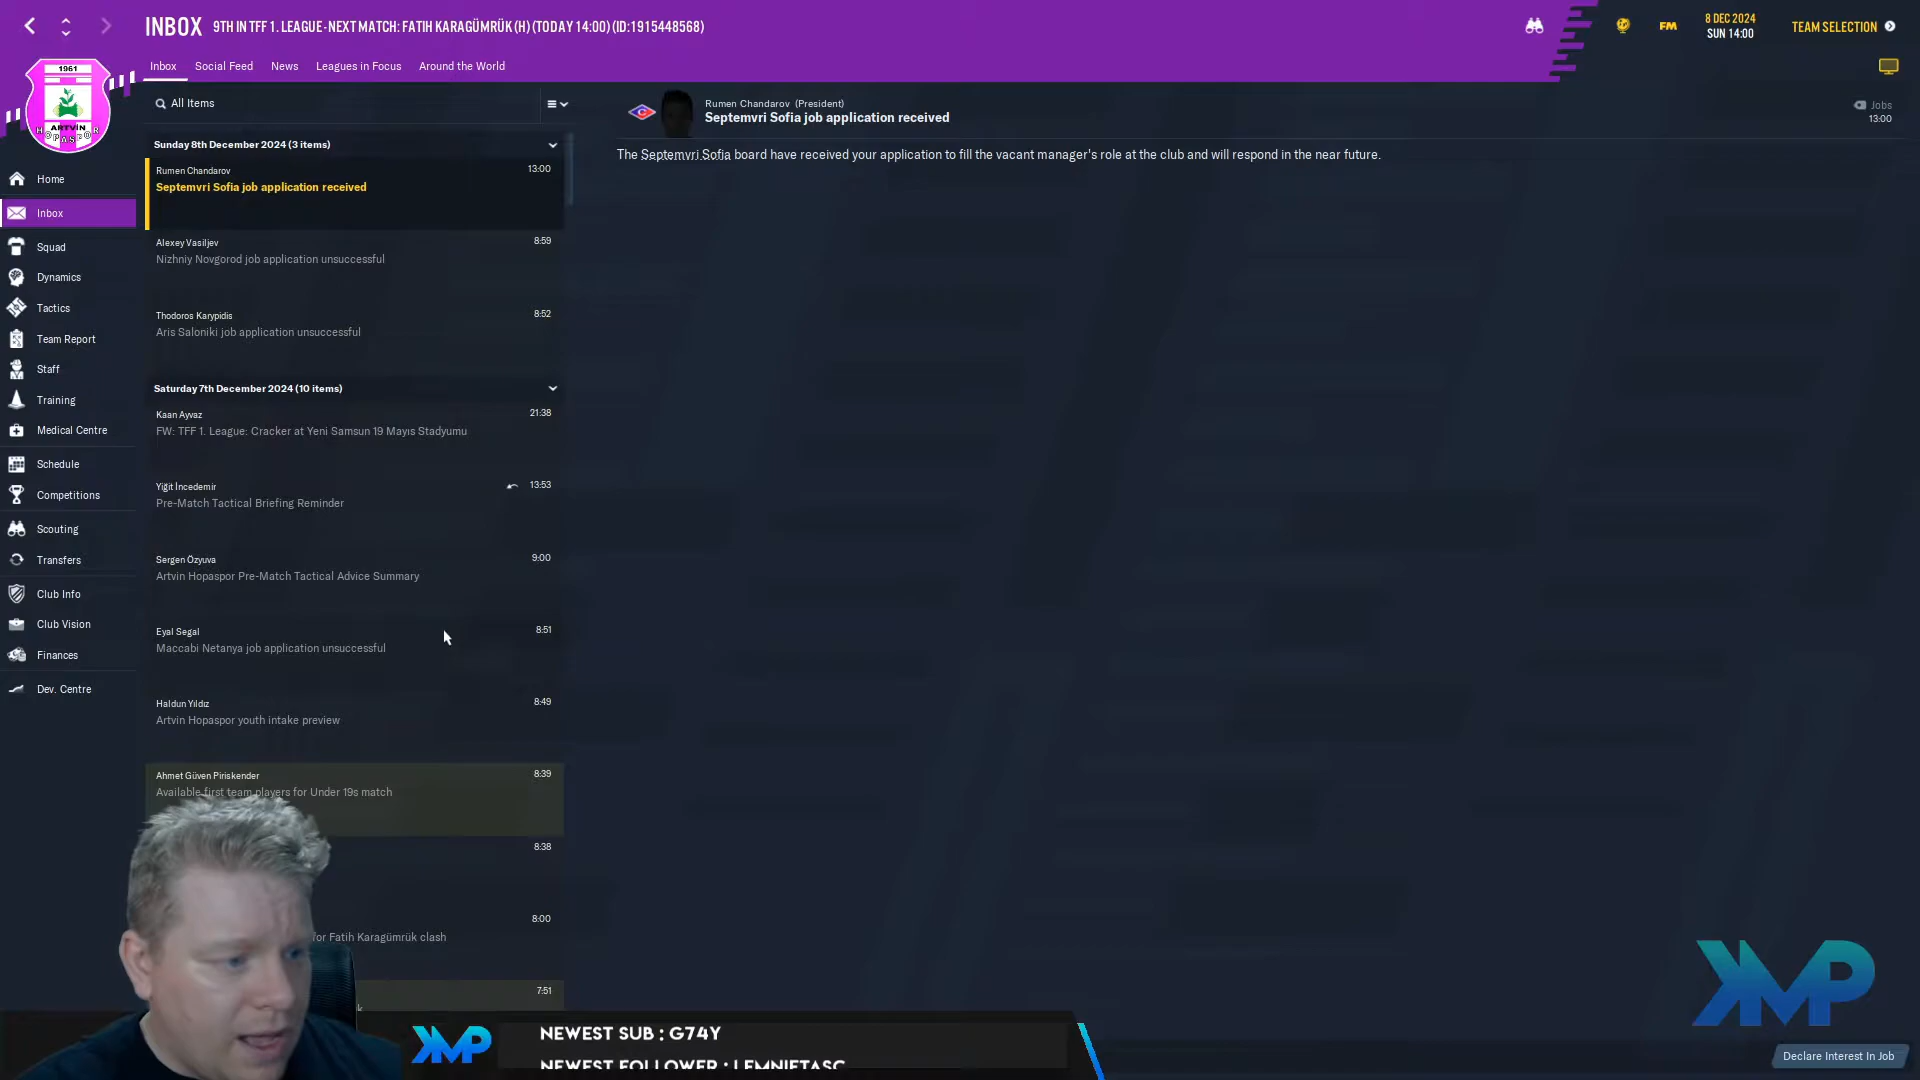 INBOX
9TH IN TFF 1. LEAGUE - NEXT MATCH: FATIH KARAGÜMRÜK (H) (TODAY 14:00) (ID:1915448568)
FM
8 DEC 2024
SUN 14:00
TEAM SELECTION
Inbox
Social Feed
News
Leagues in Focus
Around the World
1961
ARTVİN
HOPASPOR
All Items
Rumen Chandarov (President)
Septemvri Sofia job application received
Jobs
13:00
The Septemvri Sofia board have received your application to fill the vacant manager's role at the club and will respond in the near future.
Sunday 8th December 2024 (3 items)
Rumen Chandarov
13:00
Septemvri Sofia job application received
Alexey Vasiljev
8:59
Nizhniy Novgorod job application unsuccessful
Thodoros Karypidis
8:52
Aris Saloniki job application unsuccessful
Saturday 7th December 2024 (10 items)
Kaan Ayvaz
21:38
FW: TFF 1. League: Cracker at Yeni Samsun 19 Mayıs Stadyumu
Yiğit İncedemir
13:53
Pre-Match Tactical Briefing Reminder
Sergen Özyuva
9:00
Artvin Hopaspor Pre-Match Tactical Advice Summary
Eyal Segal
8:51
Maccabi Netanya job application unsuccessful
Haldun Yıldız
8:49
Artvin Hopaspor youth intake preview
Ahmet Güven Piriskender
8:39
Available first team players for Under 19s match
8:38
8:00
for Fatih Karagümrük clash
7:51
k
Home
Inbox
Squad
Dynamics
Tactics
Team Report
Staff
Training
Medical Centre
Schedule
Competitions
Scouting
Transfers
Club Info
Club Vision
Finances
Dev. Centre
KMP
KMP
NEWEST SUB : G74Y
NEWEST FOLLOWER : LEMNIETASC
Declare Interest In Job